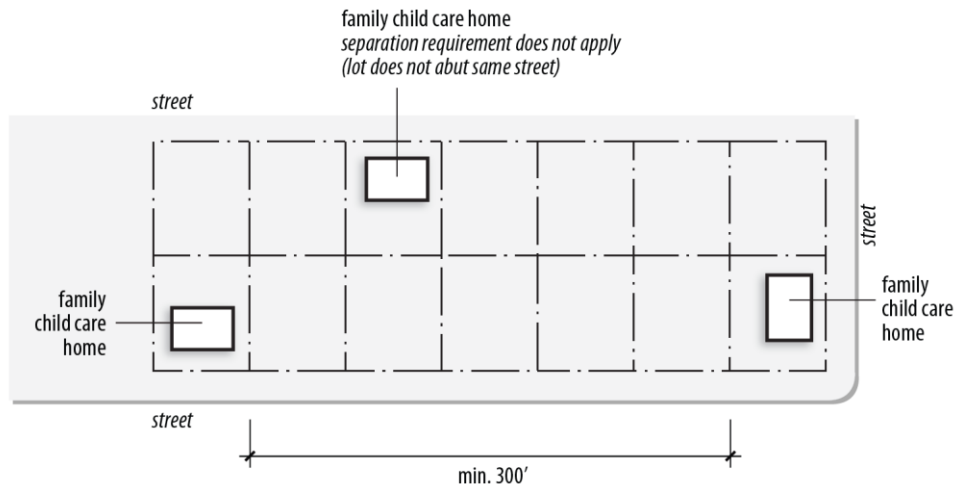 family child care home
separation requirement does not apply
(lot does not abut same street)
street
street
family
child care
home
family
child care
home
street
min. 300′